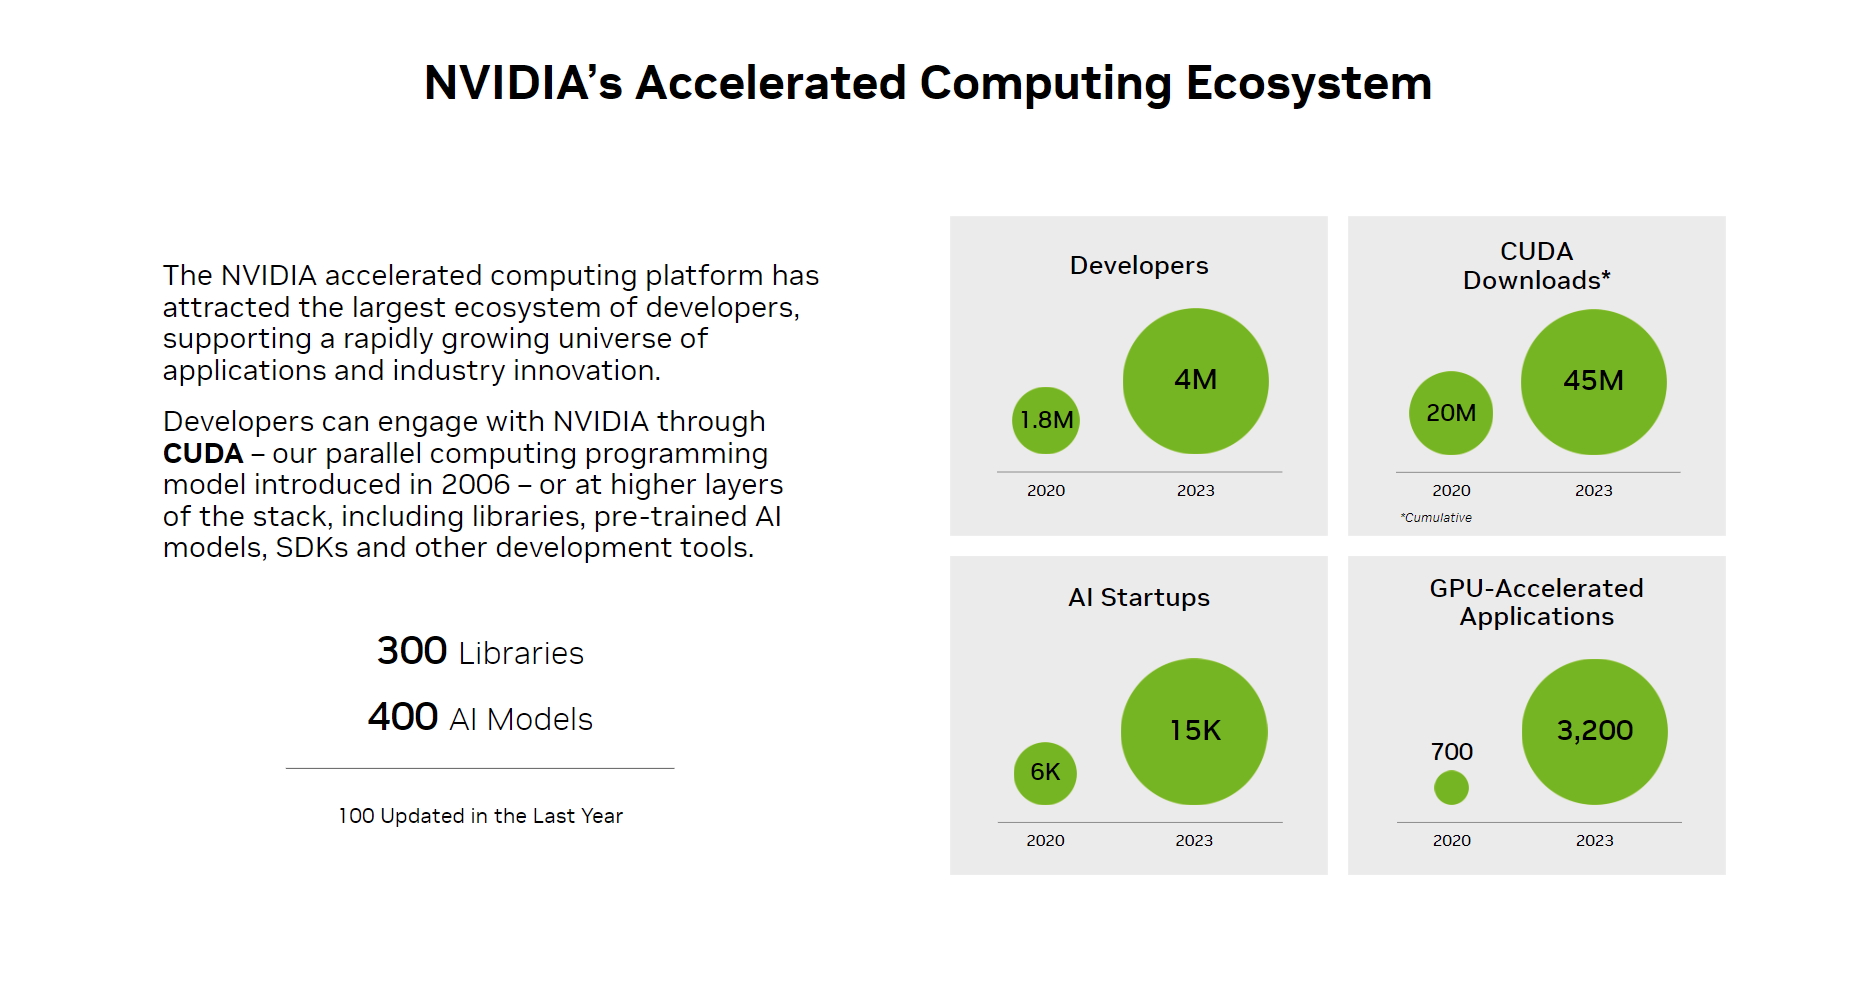 NVIDIA’s Accelerated Computing Ecosystem
The NVIDIA accelerated computing platform has
attracted the largest ecosystem of developers,
supporting a rapidly growing universe of
applications and industry innovation.
Developers can engage with NVIDIA through
CUDA – our parallel computing programming
model introduced in 2006 – or at higher layers
of the stack, including libraries, pre-trained AI
models, SDKs and other development tools.
300 Libraries
400 AI Models
100 Updated in the Last Year
Developers
1.8M
4M
2020
2023
CUDA
Downloads*
20M
45M
2020
2023
*Cumulative
AI Startups
6K
15K
2020
2023
GPU-Accelerated
Applications
700
3,200
2020
2023